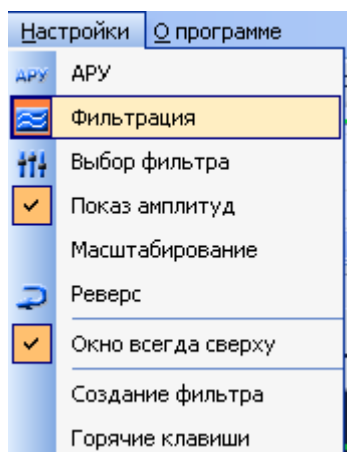 Настройки О программе
АРУ АРУ
Фильтрация
Выбор фильтра
Показ амплитуд
Масштабирование
Реверс
Окно всегда сверху
Создание фильтра
Горячие клавиши